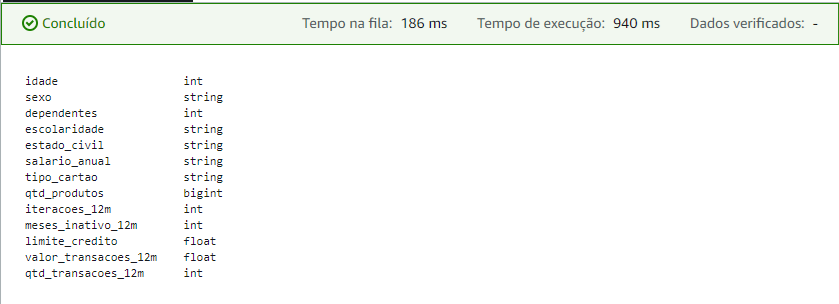 Concluído Tempo na fila: 186 ms Tempo de execução: 940 ms Dados verificados: -
idade int
sexo string
dependentes int
escolaridade string
estado_civil string
salario_anual string
tipo_cartao string
qtd_produtos bigint
iteracoes_12m int
meses_inativo_12m int
limite_credito float
valor_transacoes_12m float
qtd_transacoes_12m int